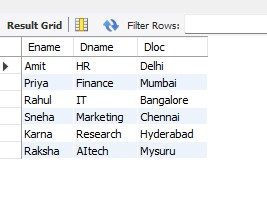 Result Grid Filter Rows:
Ename Dname Dloc
Amit HR Delhi
Priya Finance Mumbai
Rahul IT Bangalore
Sneha Marketing Chennai
Karna Research Hyderabad
Raksha AItech Mysuru